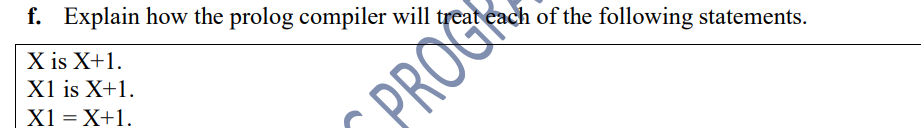 f. Explain how the prolog compiler will treat each of the following statements.
X is X+1.
X1 is X+1.
X1 = X+1.